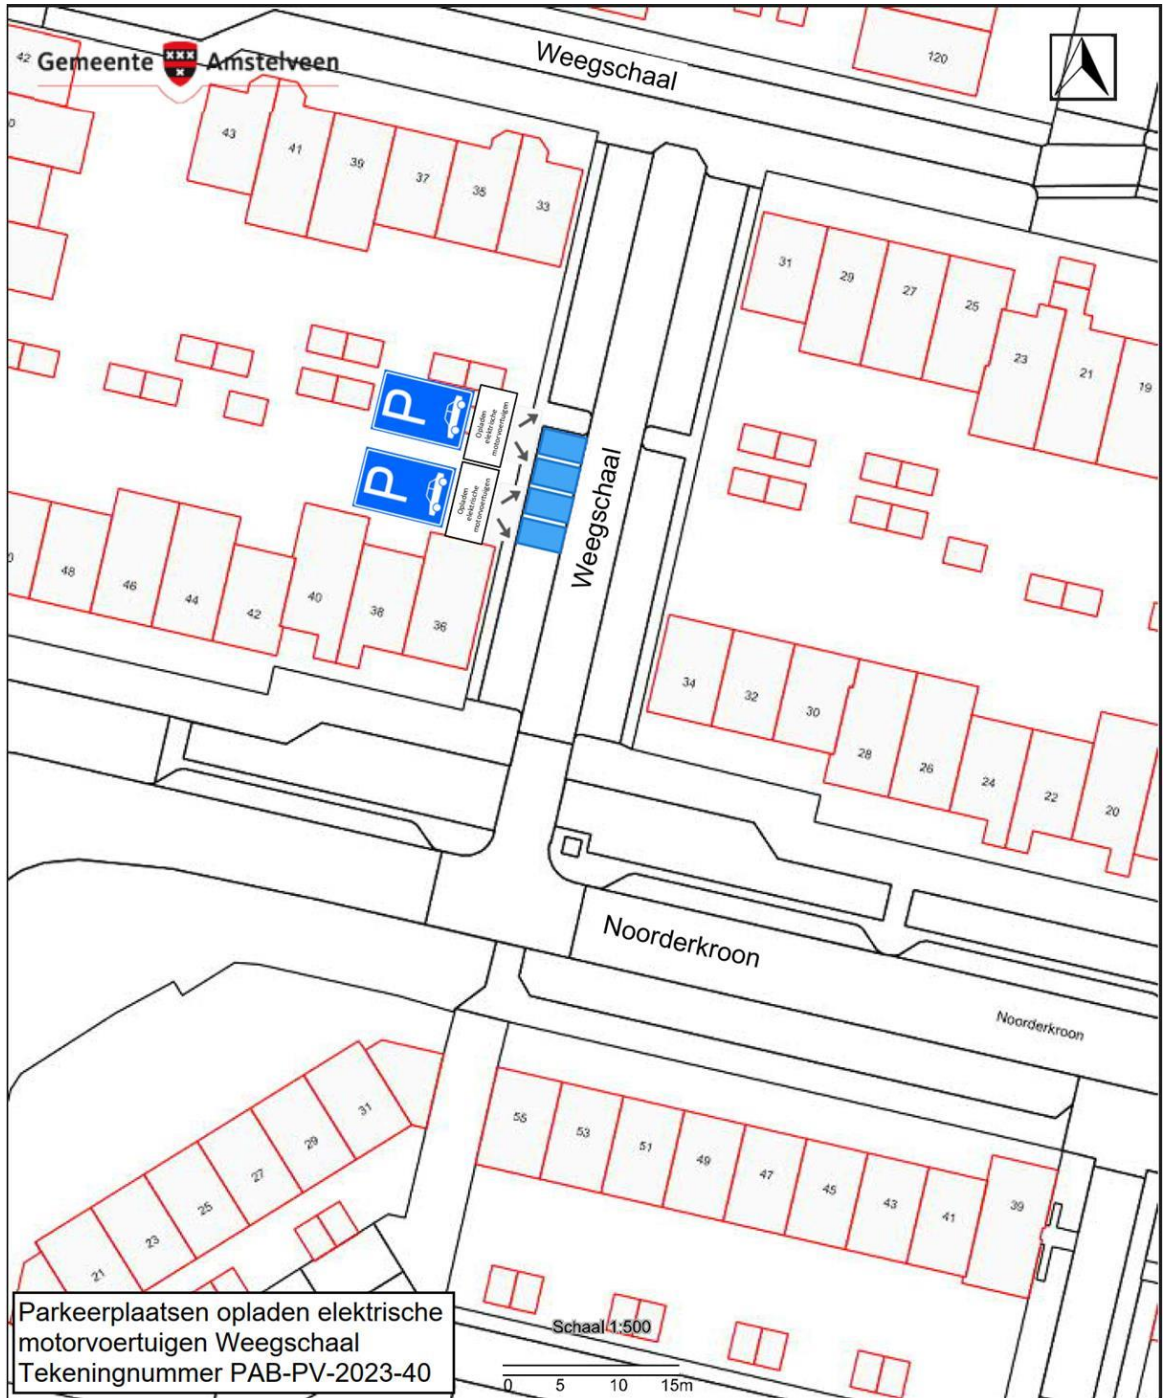 Gemeente Amstelveen
Weegschaal
120
42
0
43
41
39
37
35
33
31
29
27
25
23
21
19
P
Opladen
elektrische
motorvoertuigen
P
Opladen
elektrische
motorvoertuigen
Weegschaal
0
48
46
44
42
40
38
36
34
32
30
28
26
24
22
20
Noorderkroon
Noorderkroon
31
29
27
25
23
21
55
53
51
49
47
45
43
41
39
Parkeerplaatsen opladen elektrische
motorvoertuigen Weegschaal
Tekeningnummer PAB-PV-2023-40
Schaal 1:500
0 5 10 15m